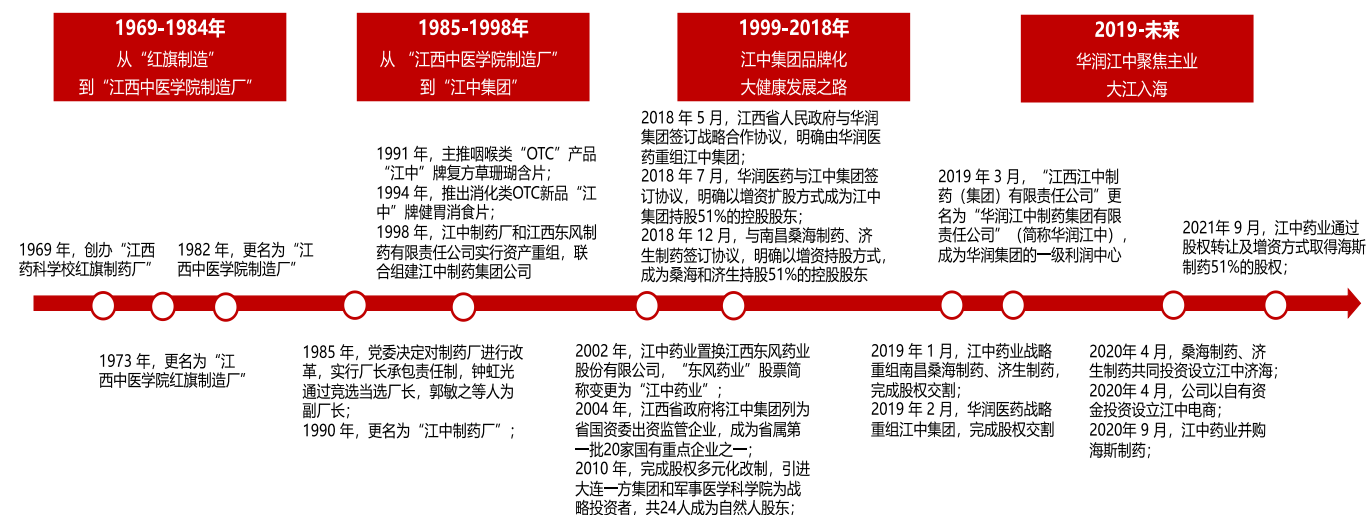 1969-1984年
从“红旗制造”
到“江西中医学院制造厂”
1985-1998年
从 “江西中医学院制造厂”
到“江中集团”
1999-2018年
江中集团品牌化
大健康发展之路
2019-未来
华润江中聚焦主业
大江入海
1969 年，创办“江西
药科学校红旗制药厂”
1982 年，更名为“江
西中医学院制造厂”
1991 年，主推咽喉类“OTC”产品
“江中”牌复方草珊瑚含片；
1994 年，推出消化类OTC新品“江
中”牌健胃消食片；
1998 年，江中制药厂和江西东风制
药有限责任公司实行资产重组，联
合组建江中制药集团公司
2018 年 5 月，江西省人民政府与华润
集团签订战略合作协议，明确由华润医
药重组江中集团；
2018 年 7 月，华润医药与江中集团签
订协议，明确以增资扩股方式成为江中
集团持股51%的控股股东；
2018 年 12 月，与南昌桑海制药、济
生制药签订协议，明确以增资持股方式，
成为桑海和济生持股51%的控股股东
2019 年 3 月，“江西江中制
药（集团）有限责任公司”更
名为“华润江中制药集团有限
责任公司”（简称华润江中），
成为华润集团的一级利润中心
2021年 9 月，江中药业通过
股权转让及增资方式取得海斯
制药51%的股权；
1973 年，更名为“江
西中医学院红旗制造厂”
1985 年，党委决定对制药厂进行改
革，实行厂长承包责任制，钟虹光
通过竞选当选厂长，郭敏之等人为
副厂长；
1990 年，更名为“江中制药厂”；
2002 年，江中药业置换江西东风药业
股份有限公司，“东风药业”股票简
称变更为“江中药业”；
2004 年，江西省政府将江中集团列为
省国资委出资监管企业，成为省属第
一批20家国有重点企业之一；
2010 年，完成股权多元化改制，引进
大连一方集团和军事医学科学院为战
略投资者，共24人成为自然人股东；
2019 年 1 月，江中药业战略
重组南昌桑海制药、济生制药，
完成股权交割；
2019 年 2 月，华润医药战略
重组江中集团，完成股权交割
2020年 4 月，桑海制药、济
生制药共同投资设立江中济海；
2020年 4 月，公司以自有资
金投资设立江中电商；
2020年 9 月，江中药业并购
海斯制药；